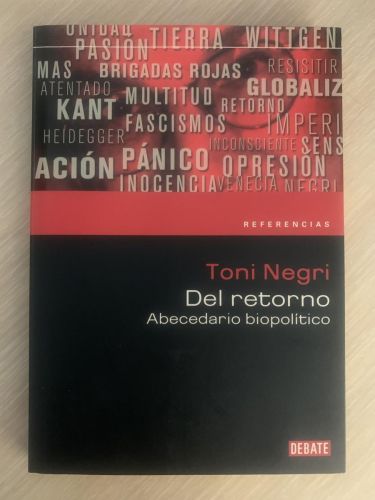 UNIDAD TIERRA WITTGEN
PASIÓN
MAS BRIGADAS ROJAS RESISITIR
ATENTADO MULTITUD GLOBALIZ
KANT RETORNO
HEIDEGGER FASCISMOS IMPERI
INCONSCIENTE SENS
ACIÓN PÁNICO OPRESIÓN
INOCENCIA VENECIA NEGRI
REFERENCIAS
Toni Negri
Del retorno
Abecedario biopolítico
DEBATE